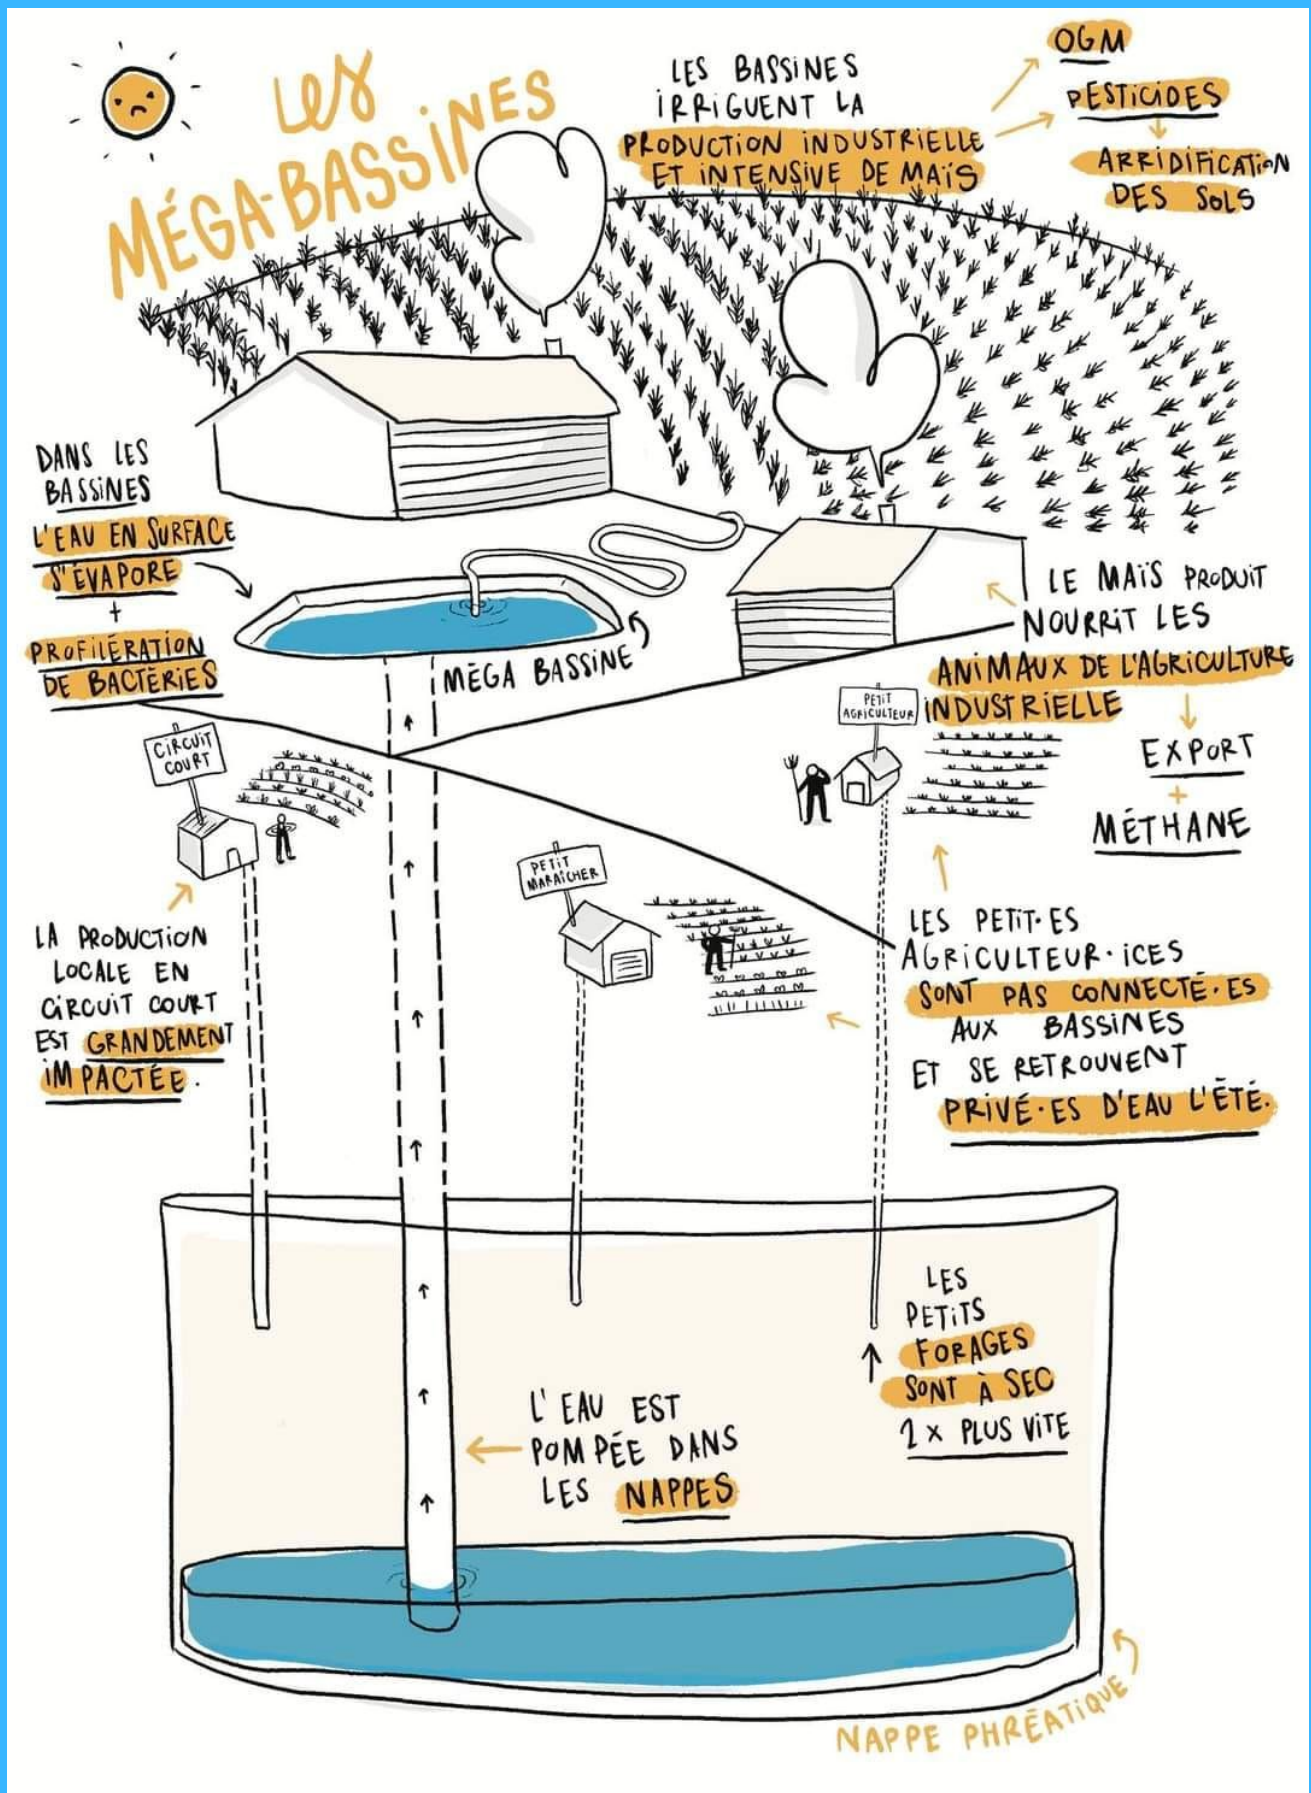 LES
MÉGA-BASSINES
LES BASSINES
IRRIGUENT LA
PRODUCTION INDUSTRIELLE
ET INTENSIVE DE MAÏS
OGM
PESTICIDES
ARRIDIFICATION
DES SOLS
DANS LES
BASSINES
L'EAU EN SURFACE
S'ÉVAPORE
+
PROFILÉRATION
DE BACTÉRIES
MÉGA BASSINE
LE MAÏS PRODUIT
NOURRIT LES
ANIMAUX DE L'AGRICULTURE
INDUSTRIELLE
EXPORT
+
MÉTHANE
CIRCUIT
COURT
PETIT
AGRICULTEUR
PETIT
MARAÎCHER
LA PRODUCTION
LOCALE EN
CIRCUIT COURT
EST GRANDEMENT
IMPACTÉE.
LES PETIT·ES
AGRICULTEUR·ICES
SONT PAS CONNECTÉ·ES
AUX BASSINES
ET SE RETROUVENT
PRIVÉ·ES D'EAU L'ÉTÉ.
LES
PETITS
FORAGES
SONT À SEC
2 X PLUS VITE
L'EAU EST
POMPÉE DANS
LES NAPPES
NAPPE PHRÉATIQUE